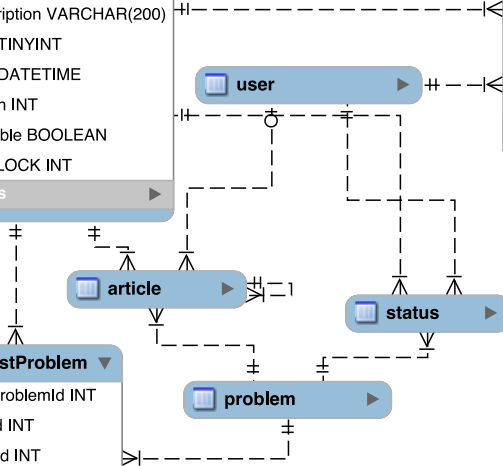 ription VARCHAR(200)
TINYINT
DATETIME
n INT
ble BOOLEAN
LOCK INT
s
user
article
status
stProblem
problem
roblemId INT
d INT
d INT